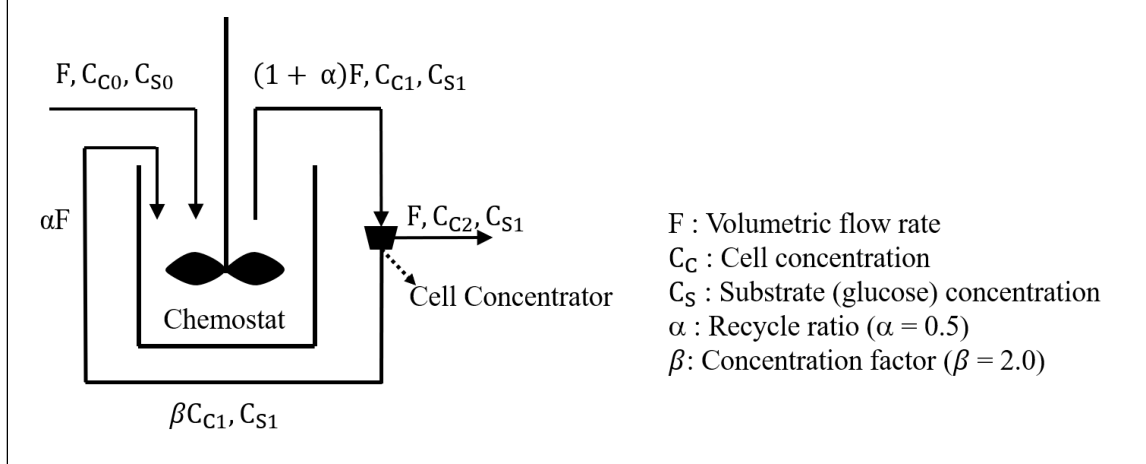 F, C_C0, C_S0
(1 + α)F, C_C1, C_S1
αF
F, C_C2, C_S1
Cell Concentrator
Chemostat
βC_C1, C_S1
F : Volumetric flow rate
C_C : Cell concentration
C_S : Substrate (glucose) concentration
α : Recycle ratio (α = 0.5)
β: Concentration factor (β = 2.0)